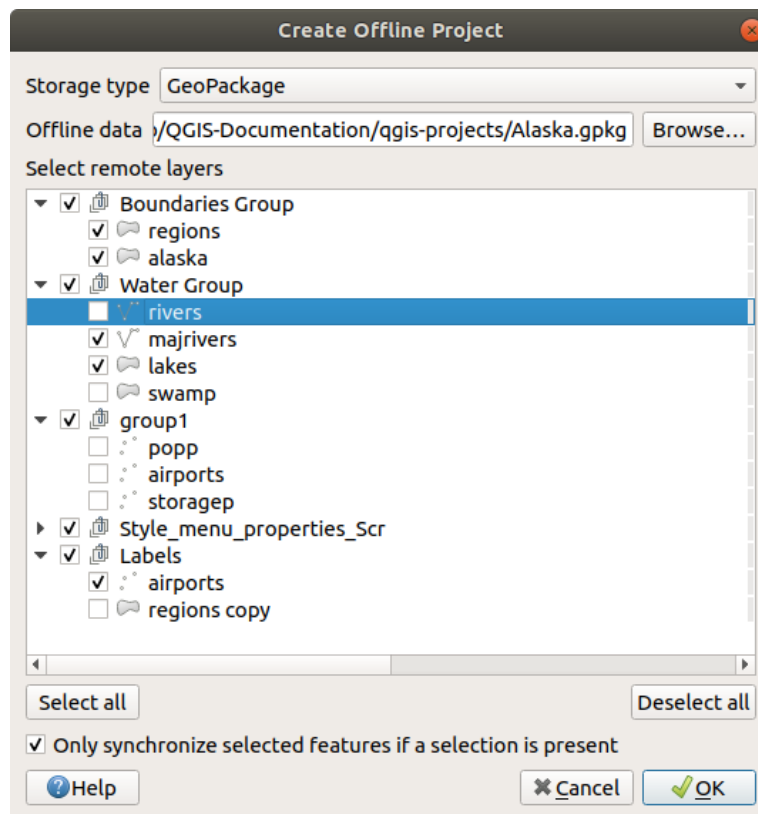 Create Offline Project
Storage type GeoPackage
Offline data /QGIS-Documentation/qgis-projects/Alaska.gpkg Browse...
Select remote layers
Boundaries Group
regions
alaska
Water Group
rivers
majrivers
lakes
swamp
group1
popp
airports
storagep
Style_menu_properties_Scr
Labels
airports
regions copy
Select all Deselect all
Only synchronize selected features if a selection is present
Help Cancel OK